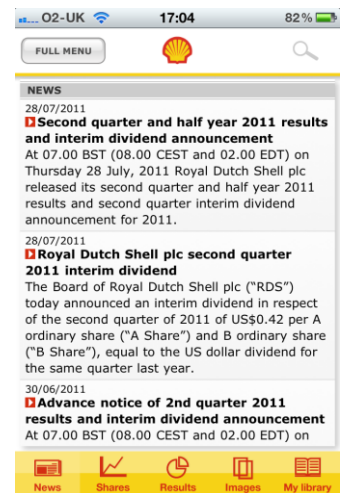 O2-UK 17:04 82%
FULL MENU
NEWS
28/07/2011
Second quarter and half year 2011 results
and interim dividend announcement
At 07.00 BST (08.00 CEST and 02.00 EDT) on
Thursday 28 July, 2011 Royal Dutch Shell plc
released its second quarter and half year 2011
results and second quarter interim dividend
announcement for 2011.
28/07/2011
Royal Dutch Shell plc second quarter
2011 interim dividend
The Board of Royal Dutch Shell plc (“RDS”)
today announced an interim dividend in respect
of the second quarter of 2011 of US$0.42 per A
ordinary share (“A Share”) and B ordinary share
(“B Share”), equal to the US dollar dividend for
the same quarter last year.
30/06/2011
Advance notice of 2nd quarter 2011
results and interim dividend announcement
At 07.00 BST (08.00 CEST and 02.00 EDT) on
News Shares Results Images My library